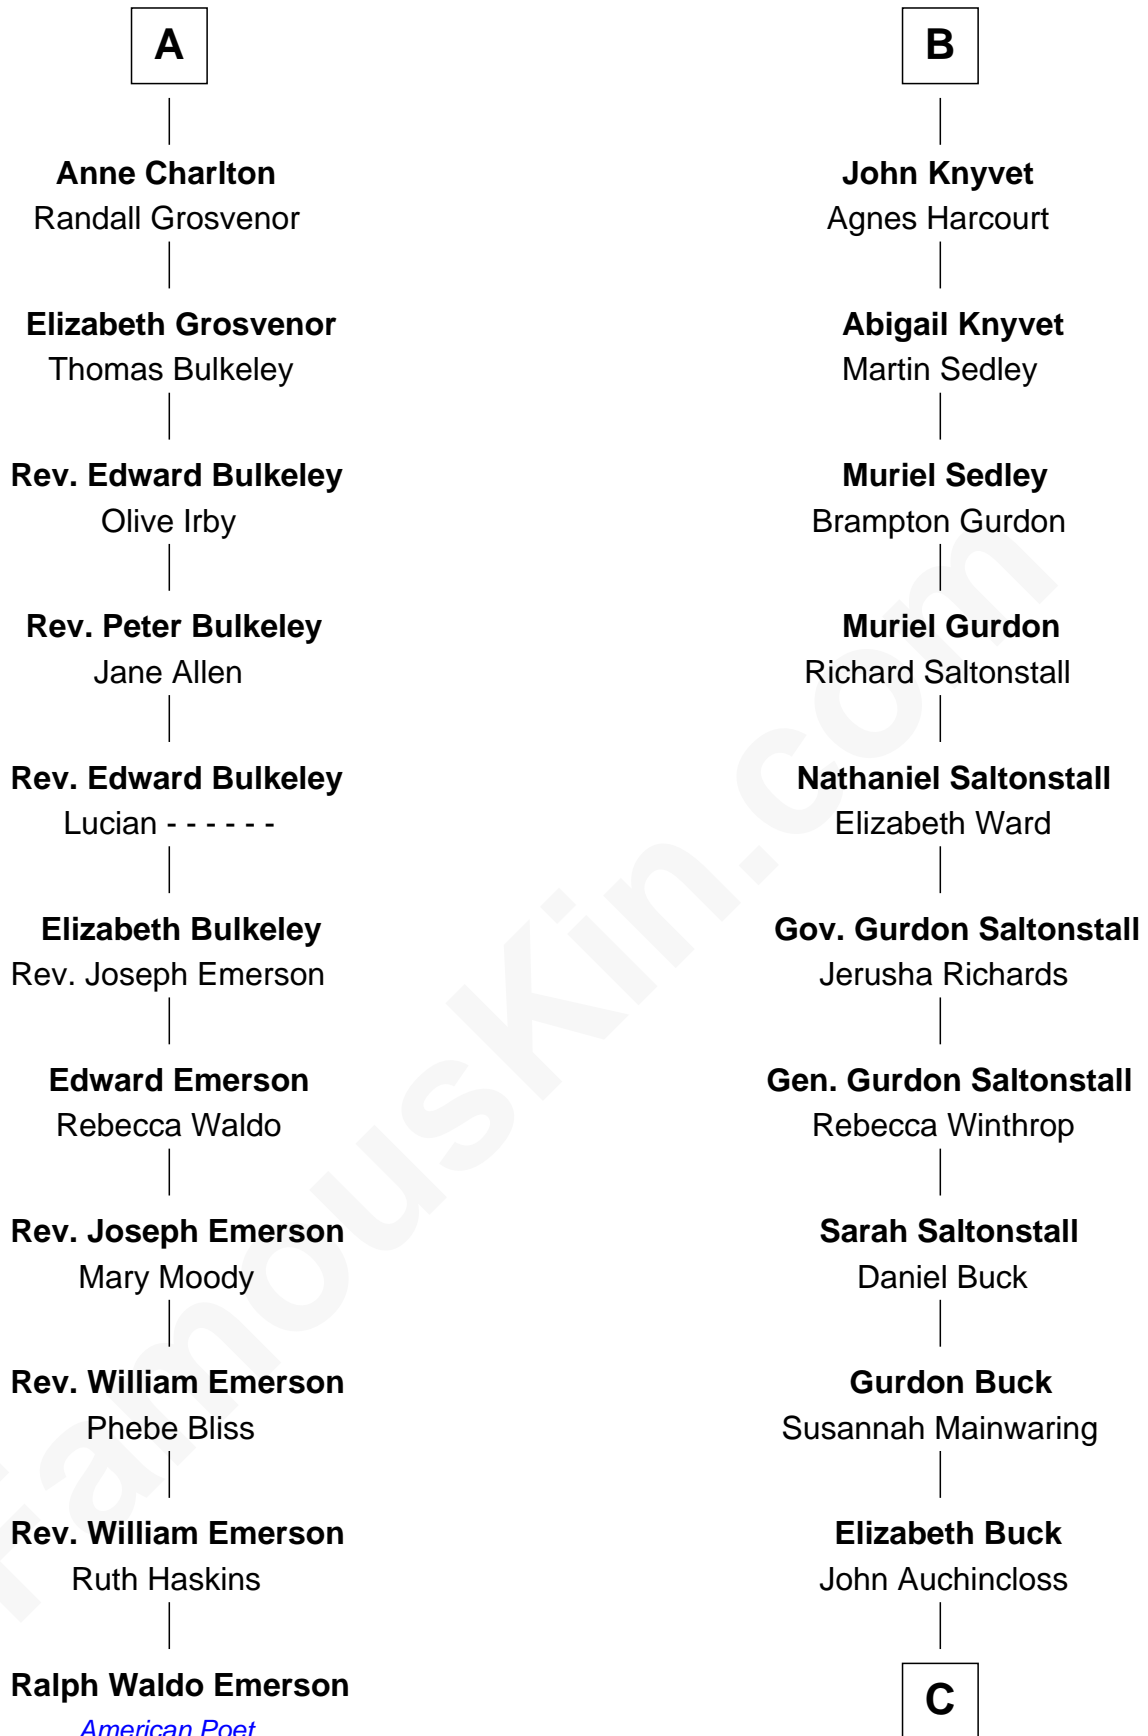 A
Anne Charlton
Randall Grosvenor
Elizabeth Grosvenor
Thomas Bulkeley
Rev. Edward Bulkeley
Olive Irby
Rev. Peter Bulkeley
Jane Allen
Rev. Edward Bulkeley
Lucian - - - - - -
Elizabeth Bulkeley
Rev. Joseph Emerson
Edward Emerson
Rebecca Waldo
Rev. Joseph Emerson
Mary Moody
Rev. William Emerson
Phebe Bliss
Rev. William Emerson
Ruth Haskins
Ralph Waldo Emerson
American Poet
B
John Knyvet
Agnes Harcourt
Abigail Knyvet
Martin Sedley
Muriel Sedley
Brampton Gurdon
Muriel Gurdon
Richard Saltonstall
Nathaniel Saltonstall
Elizabeth Ward
Gov. Gurdon Saltonstall
Jerusha Richards
Gen. Gurdon Saltonstall
Rebecca Winthrop
Sarah Saltonstall
Daniel Buck
Gurdon Buck
Susannah Mainwaring
Elizabeth Buck
John Auchincloss
C
FamousKin.com